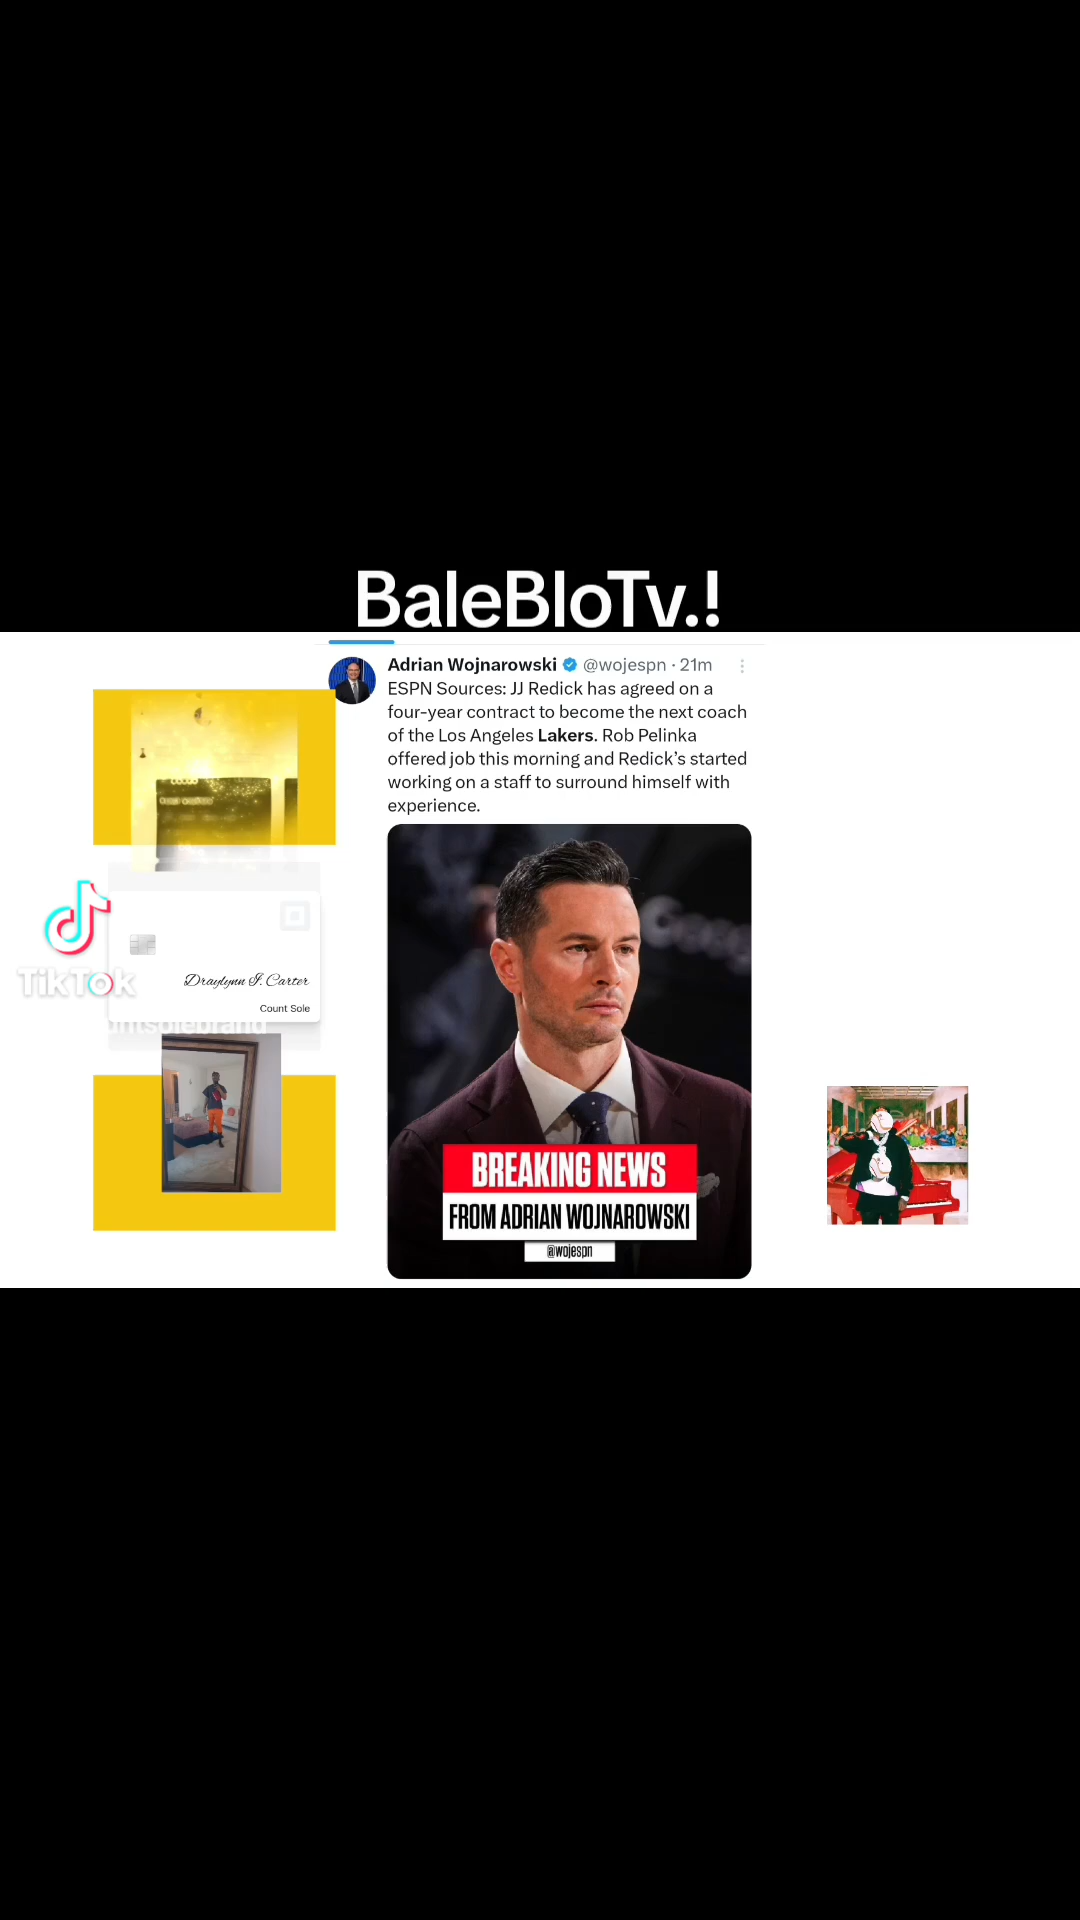 BaleBloTv.!
Adrian Wojnarowski @wojespn · 21m
ESPN Sources: JJ Redick has agreed on a
four-year contract to become the next coach
of the Los Angeles Lakers. Rob Pelinka
offered job this morning and Redick's started
working on a staff to surround himself with
experience.
TikTok
Draylynn I. Carter
Count Sole
ntsolebrand
BREAKING NEWS
FROM ADRIAN WOJNAROWSKI
@wojespn